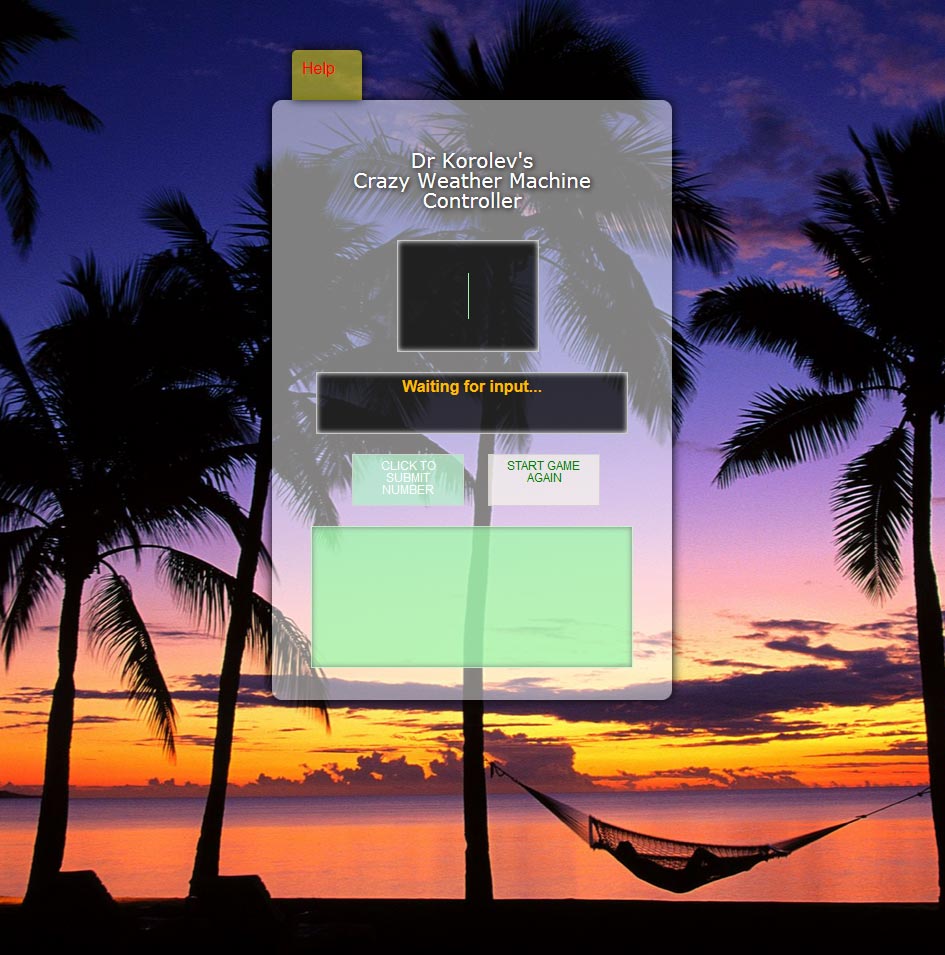 Help
Dr Korolev's
Crazy Weather Machine
Controller
Waiting for input...
CLICK TO
SUBMIT
NUMBER
START GAME
AGAIN